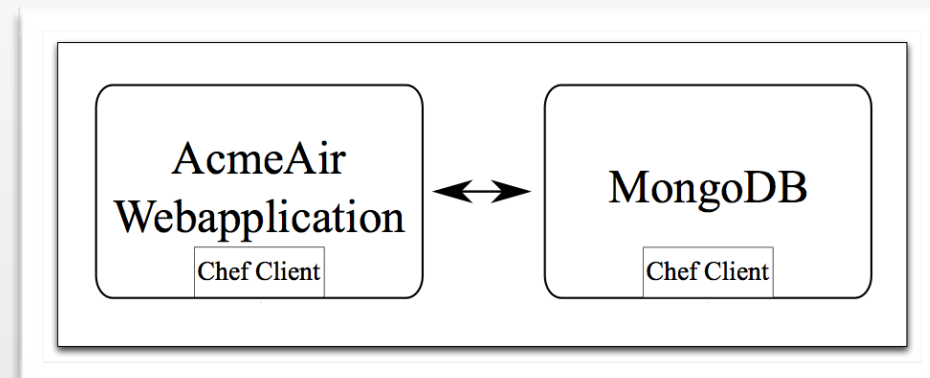 AcmeAir
Webapplication
Chef Client
MongoDB
Chef Client